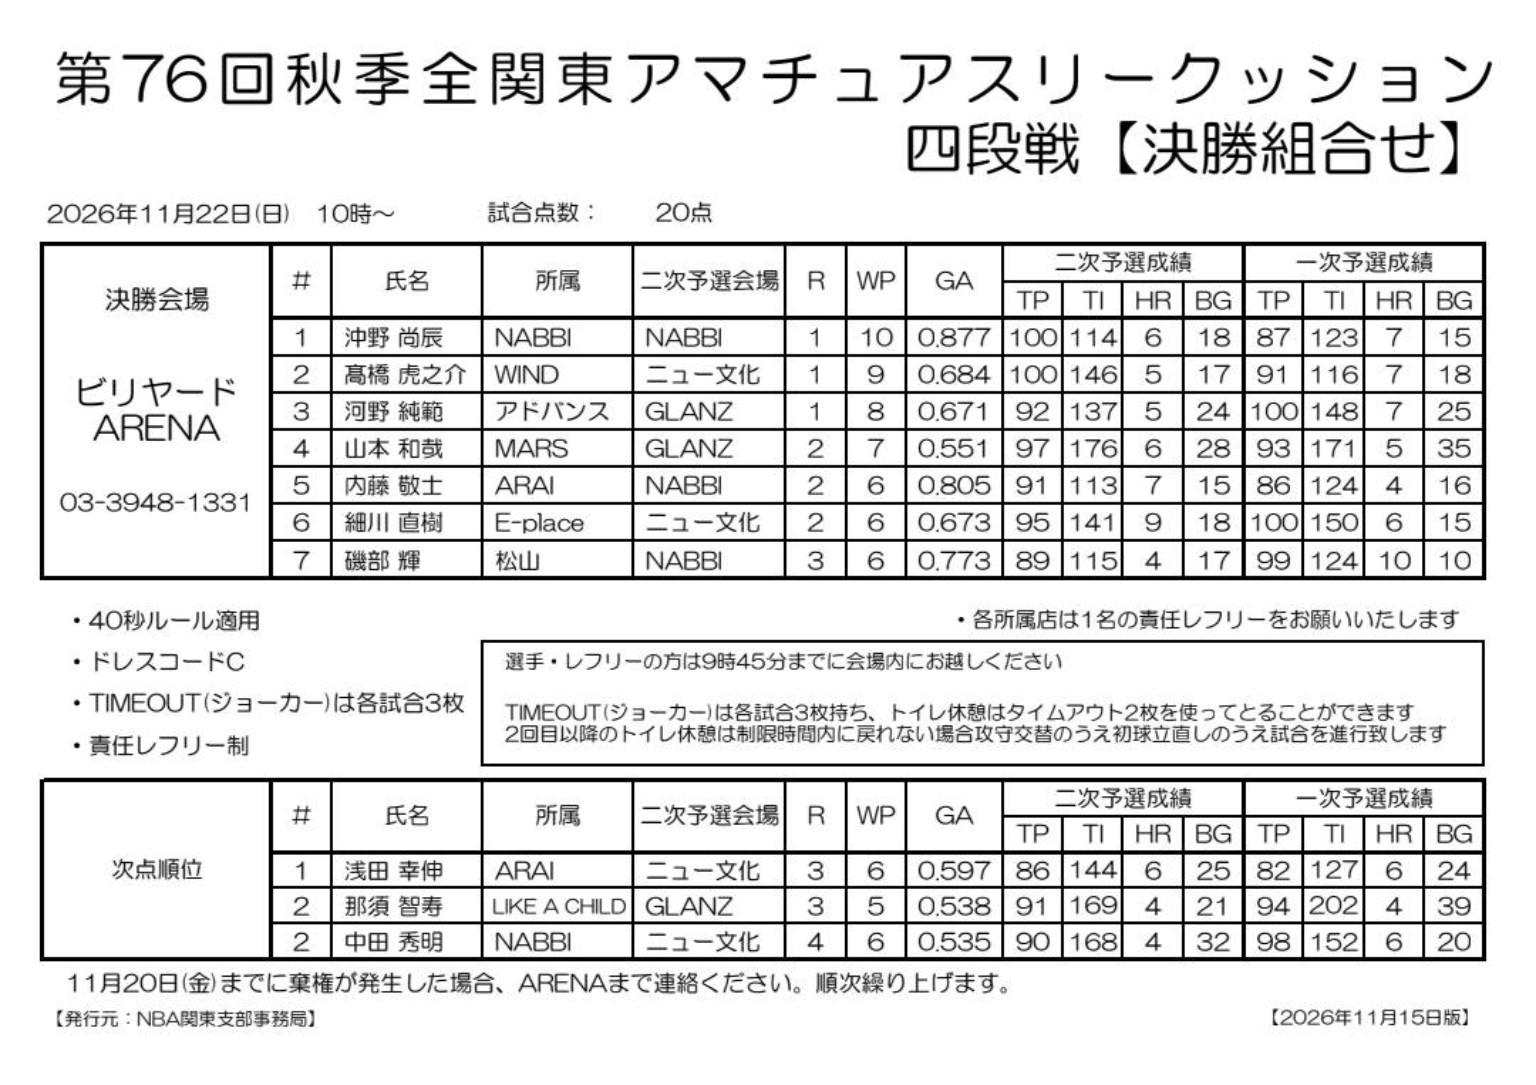 第76回秋季全関東アマチュアスリークッション
四段戦【決勝組合せ】
2026年11月22日(日) 10時～ 試合点数： 20点
決勝会場
ビリヤード
ARENA
03-3948-1331
# 氏名 所属 二次予選会場 R WP GA 二次予選成績 一次予選成績
TP TI HR BG TP TI HR BG
1 沖野 尚辰 NABBI NABBI 1 10 0.877 100 114 6 18 87 123 7 15
2 髙橋 虎之介 WIND ニュー文化 1 9 0.684 100 146 5 17 91 116 7 18
3 河野 純範 アドバンス GLANZ 1 8 0.671 92 137 5 24 100 148 7 25
4 山本 和哉 MARS GLANZ 2 7 0.551 97 176 6 28 93 171 5 35
5 内藤 敬士 ARAI NABBI 2 6 0.805 91 113 7 15 86 124 4 16
6 細川 直樹 E-place ニュー文化 2 6 0.673 95 141 9 18 100 150 6 15
7 磯部 輝 松山 NABBI 3 6 0.773 89 115 4 17 99 124 10 10
・40秒ルール適用
・ドレスコードC
・TIMEOUT(ジョーカー)は各試合3枚
・責任レフリー制
・各所属店は1名の責任レフリーをお願いいたします
選手・レフリーの方は9時45分までに会場内にお越しください
TIMEOUT(ジョーカー)は各試合3枚持ち、トイレ休憩はタイムアウト2枚を使ってとることができます
2回目以降のトイレ休憩は制限時間内に戻れない場合攻守交替のうえ初球立直しのうえ試合を進行致します
次点順位
# 氏名 所属 二次予選会場 R WP GA 二次予選成績 一次予選成績
TP TI HR BG TP TI HR BG
1 浅田 幸伸 ARAI ニュー文化 3 6 0.597 86 144 6 25 82 127 6 24
2 那須 智寿 LIKE A CHILD GLANZ 3 5 0.538 91 169 4 21 94 202 4 39
2 中田 秀明 NABBI ニュー文化 4 6 0.535 90 168 4 32 98 152 6 20
11月20日(金)までに棄権が発生した場合、ARENAまで連絡ください。順次繰り上げます。
【発行元：NBA関東支部事務局】
【2026年11月15日版】